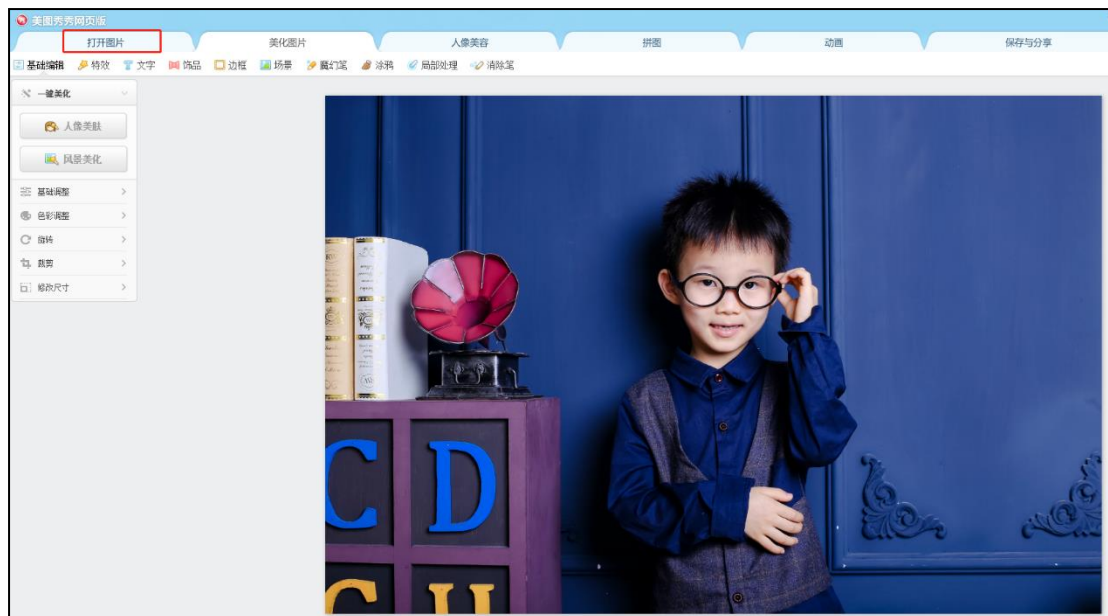 美图秀秀网页版
打开图片 美化图片 人像美容 拼图 动画 保存与分享
基础编辑 特效 文字 饰品 边框 场景 魔幻笔 涂鸦 局部处理 消除笔
一键美化
人像美肤
风景美化
基础调整
色彩调整
旋转
裁剪
修改尺寸
C D